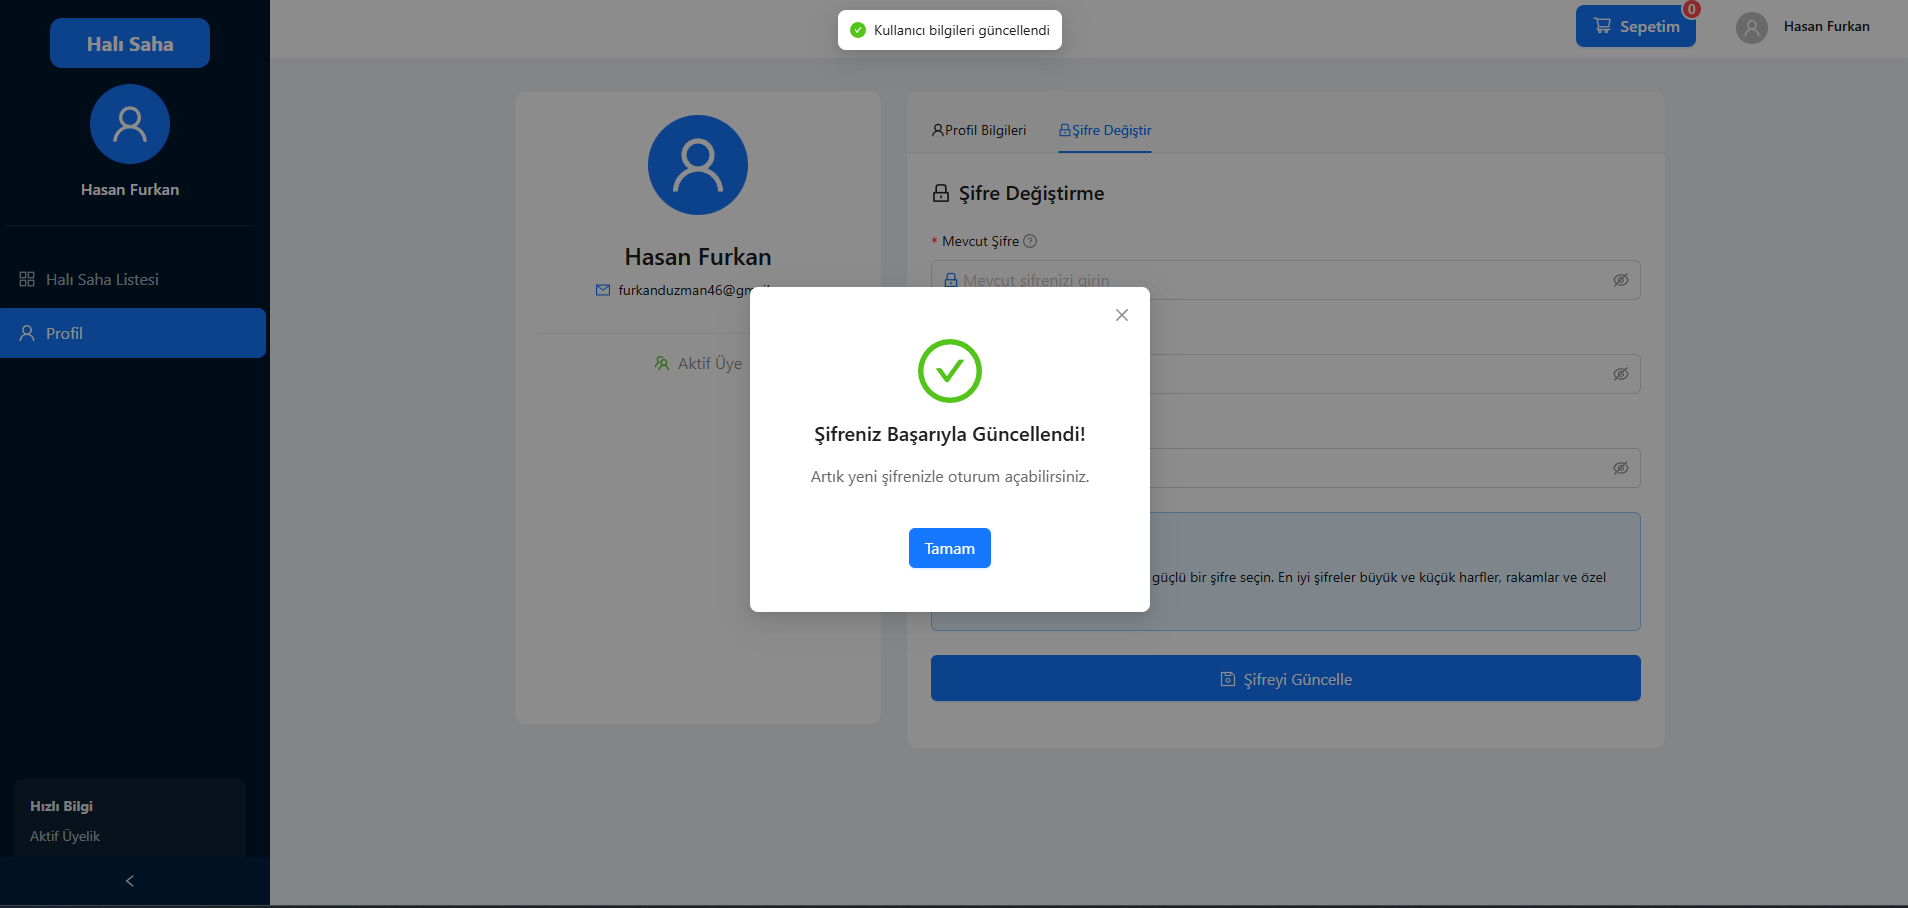 Kullanıcı bilgileri güncellendi
Halı Saha
Hasan Furkan
Halı Saha Listesi
Profil
Hızlı Bilgi
Aktif Üyelik
0
Sepetim
Hasan Furkan
Hasan Furkan
furkanduzman46@gmail
Aktif Üye
Profil Bilgileri
Şifre Değiştir
Şifre Değiştirme
* Mevcut Şifre
Mevcut şifrenizi girin
güçlü bir şifre seçin. En iyi şifreler büyük ve küçük harfler, rakamlar ve özel
Şifreyi Güncelle
Şifreniz Başarıyla Güncellendi!
Artık yeni şifrenizle oturum açabilirsiniz.
Tamam